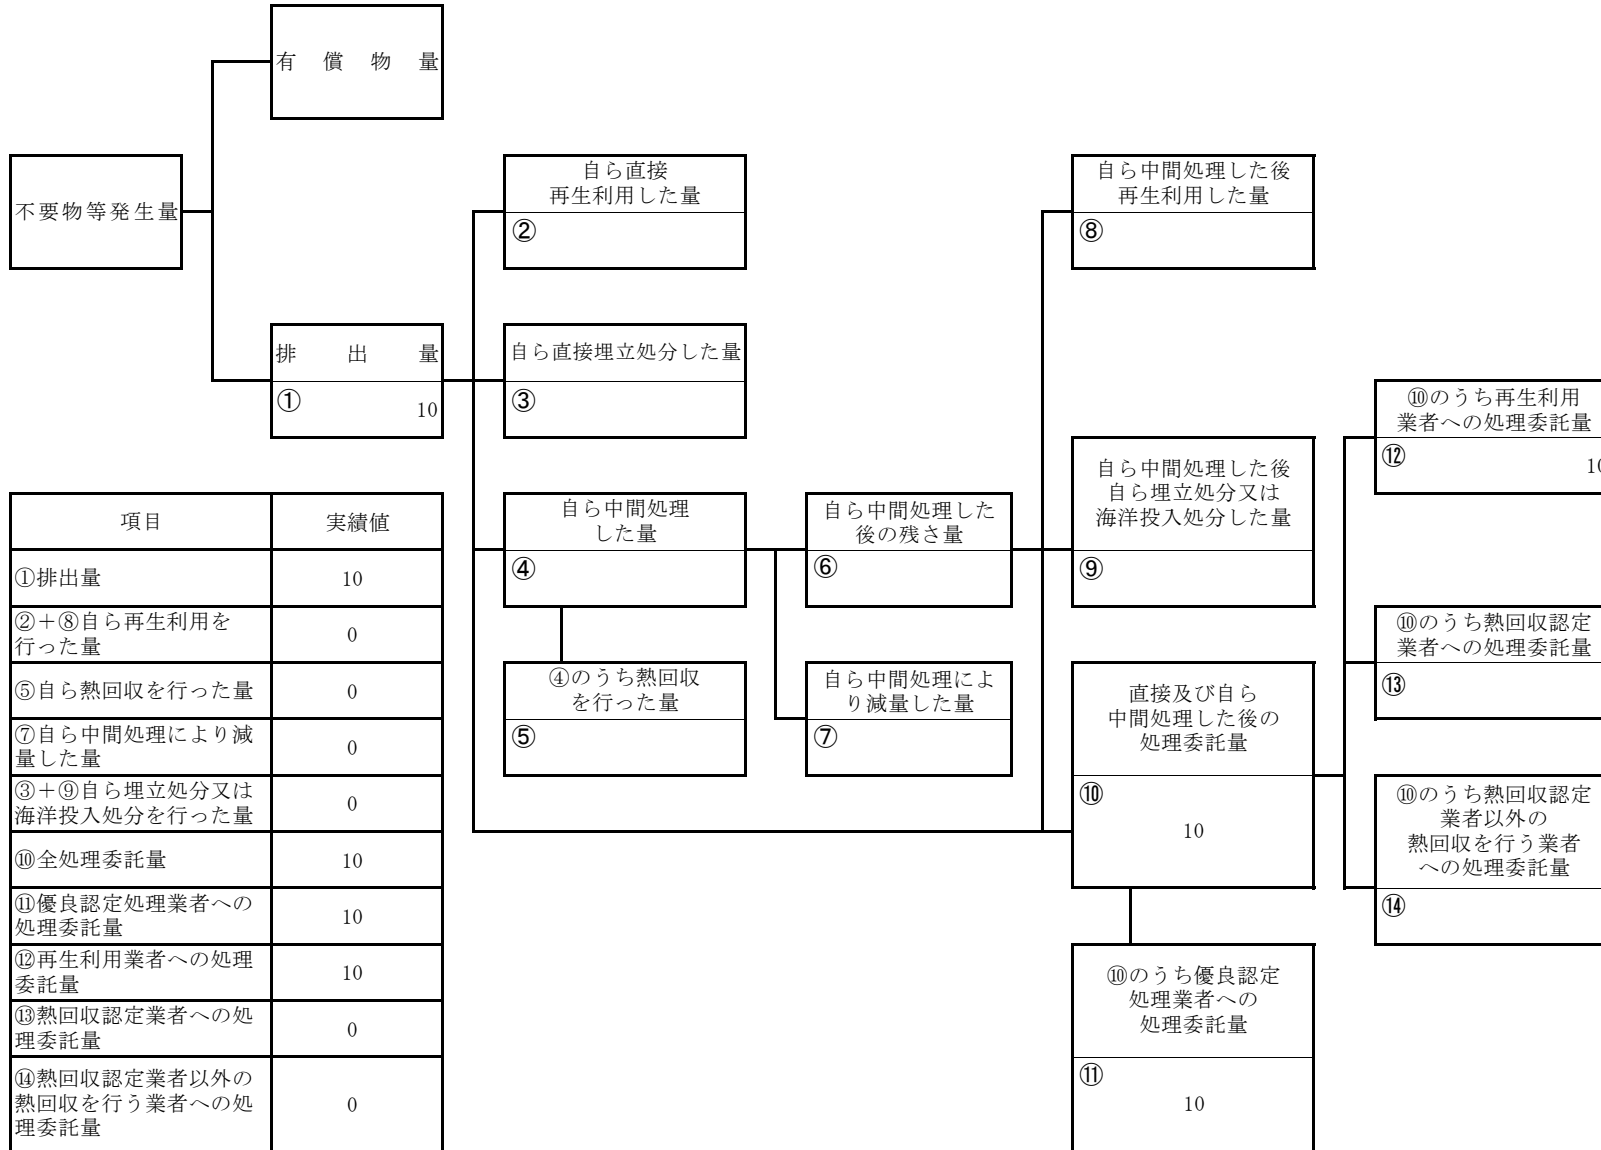 有償物量
不要物等発生量
排出量
①
10
自ら直接
再生利用した量
②
自ら直接埋立処分した量
③
自ら中間処理
した量
④
④のうち熱回収
を行った量
⑤
自ら中間処理した
後の残さ量
⑥
自ら中間処理によ
り減量した量
⑦
自ら中間処理した後
再生利用した量
⑧
自ら中間処理した後
自ら埋立処分又は
海洋投入処分した量
⑨
直接及び自ら
中間処理した後の
処理委託量
⑩
10
⑩のうち優良認定
処理業者への
処理委託量
⑪
10
⑩のうち再生利用
業者への処理委託量
⑫
10
⑩のうち熱回収認定
業者への処理委託量
⑬
⑩のうち熱回収認定
業者以外の
熱回収を行う業者
への処理委託量
⑭
項目 実績値
①排出量 10
②+⑧自ら再生利用を
行った量 0
⑤自ら熱回収を行った量 0
⑦自ら中間処理により減
量した量 0
③+⑨自ら埋立処分又は
海洋投入処分を行った量 0
⑩全処理委託量 10
⑪優良認定処理業者への
処理委託量 10
⑫再生利用業者への処理
委託量 10
⑬熱回収認定業者への処
理委託量 0
⑭熱回収認定業者以外の
熱回収を行う業者への処
理委託量 0